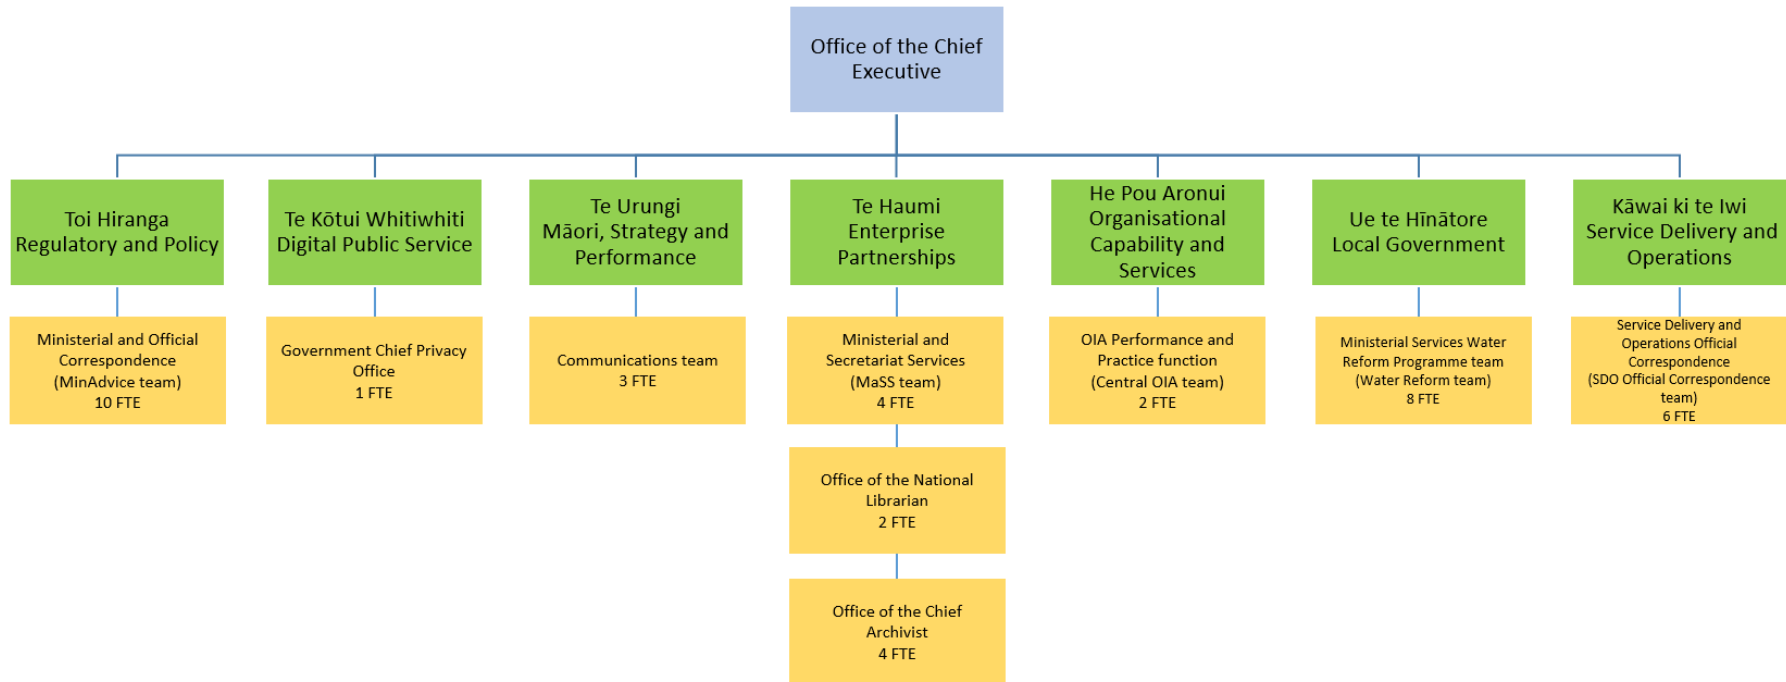 Office of the Chief
Executive
Toi Hiranga
Regulatory and Policy
Te Kōtui Whitiwhiti
Digital Public Service
Te Urungi
Māori, Strategy and
Performance
Te Haumi
Enterprise
Partnerships
He Pou Aronui
Organisational
Capability and
Services
Ue te Hīnātore
Local Government
Kāwai ki te Iwi
Service Delivery and
Operations
Ministerial and Official
Correspondence
(MinAdvice team)
10 FTE
Government Chief Privacy
Office
1 FTE
Communications team
3 FTE
Ministerial and
Secretariat Services
(MaSS team)
4 FTE
OIA Performance and
Practice function
(Central OIA team)
2 FTE
Ministerial Services Water
Reform Programme team
(Water Reform team)
8 FTE
Service Delivery and
Operations Official
Correspondence
(SDO Official Correspondence
team)
6 FTE
Office of the National
Librarian
2 FTE
Office of the Chief
Archivist
4 FTE